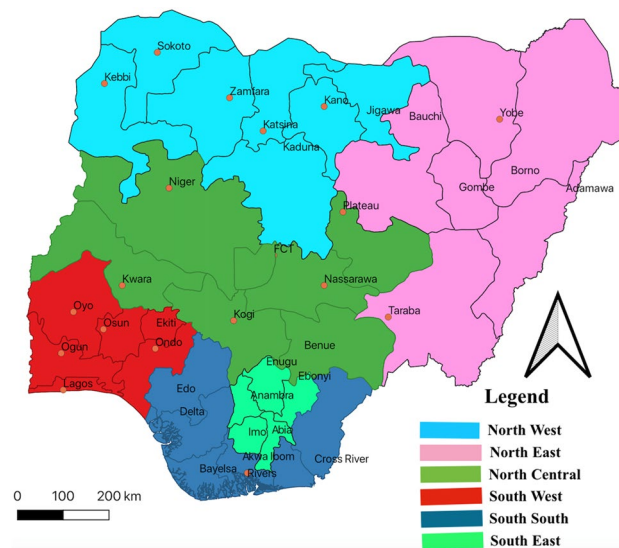 Sokoto
Kebbi
Zamfara
Kano
Yobe
Jigawa
Bauchi
Katsina
Kaduna
Borno
Gombe
Adamawa
Niger
Plateau
FCT
Kwara
Nassarawa
Oyo
Taraba
Kogi
Osun
Ekiti
Ogun
Ondo
Benue
Enugu
Ebonyi
Lagos
Edo
Anambra
Delta
Imo
Abia
Akwa Ibom
Cross River
Bayelsa
Rivers
Legend
North West
North East
North Central
South West
South South
South East
0 100 200 km